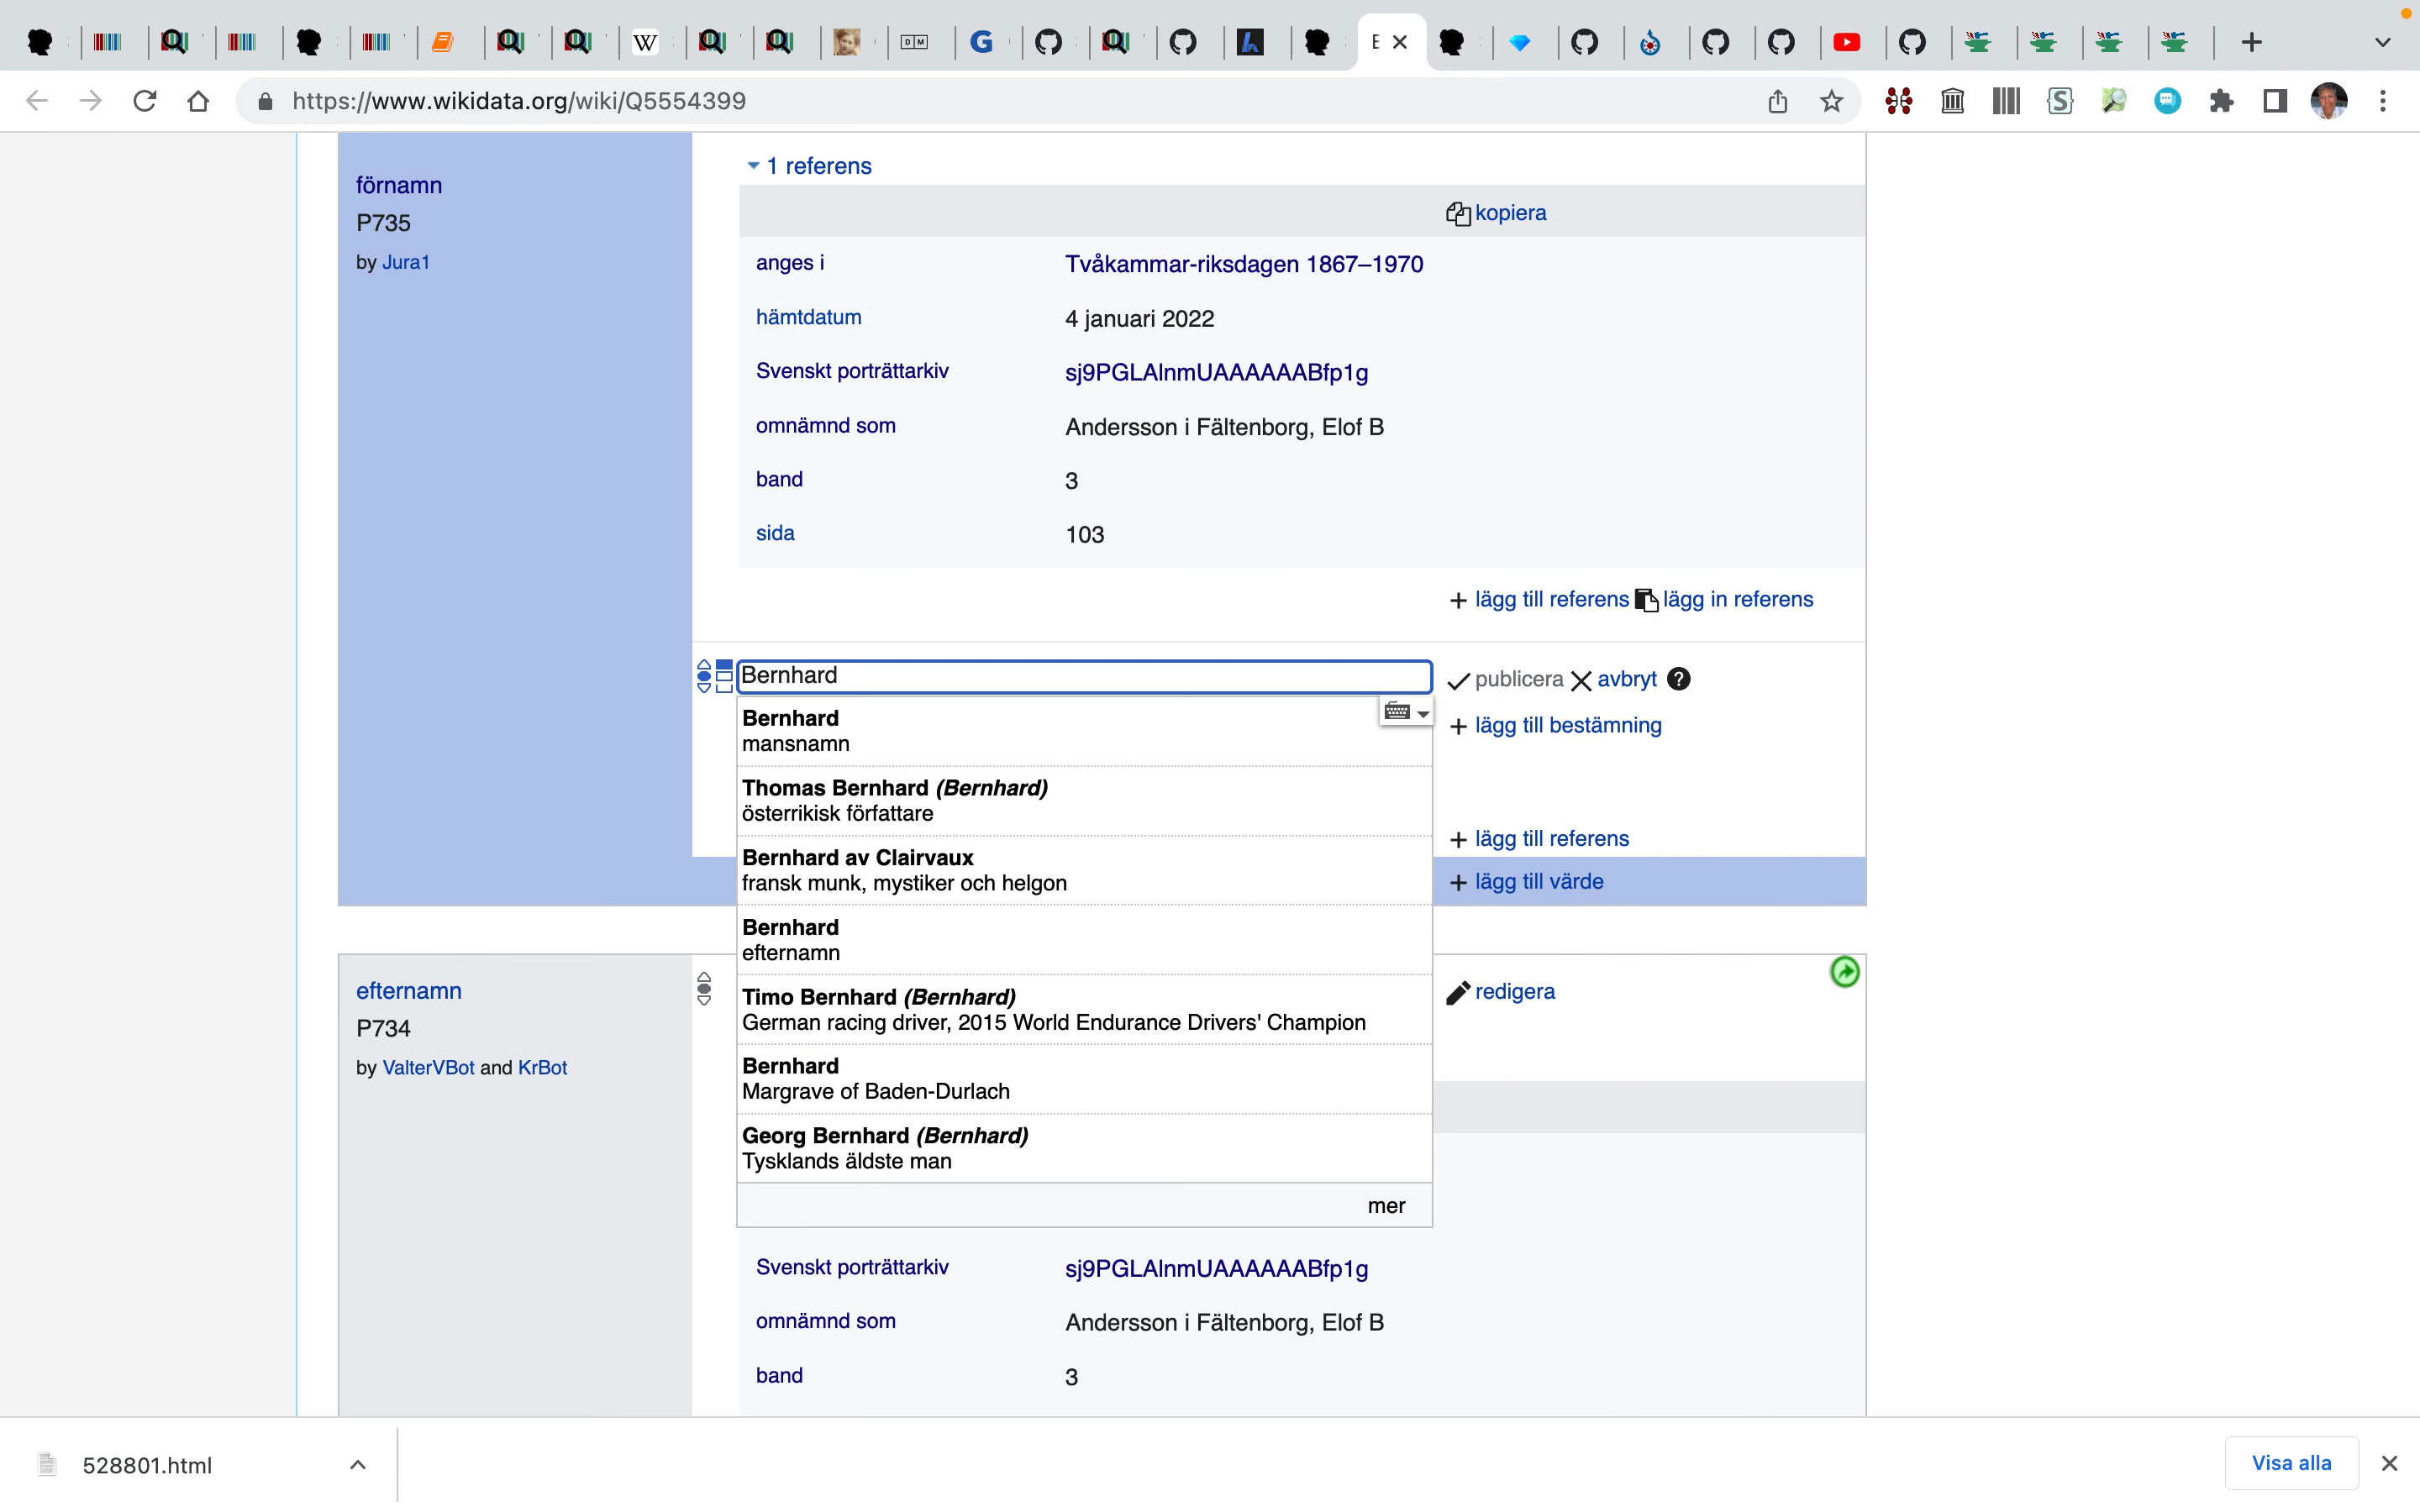 E
https://www.wikidata.org/wiki/Q5554399
1 referens
förnamn
P735
by Jura1
kopiera
anges i Tvåkammar-riksdagen 1867–1970
hämtdatum 4 januari 2022
Svenskt porträttarkiv sj9PGLAlnmUAAAAAABfp1g
omnämnd som Andersson i Fältenborg, Elof B
band 3
sida 103
+ lägg till referens lägg in referens
Bernhard
publicera avbryt ?
+ lägg till bestämning
Bernhard
mansnamn
Thomas Bernhard (Bernhard)
österrikisk författare
Bernhard av Clairvaux
fransk munk, mystiker och helgon
+ lägg till referens
+ lägg till värde
Bernhard
efternamn
Timo Bernhard (Bernhard)
German racing driver, 2015 World Endurance Drivers' Champion
Bernhard
Margrave of Baden-Durlach
Georg Bernhard (Bernhard)
Tysklands äldste man
mer
efternamn
P734
by ValterVBot and KrBot
redigera
Svenskt porträttarkiv sj9PGLAlnmUAAAAAABfp1g
omnämnd som Andersson i Fältenborg, Elof B
band 3
528801.html
Visa alla